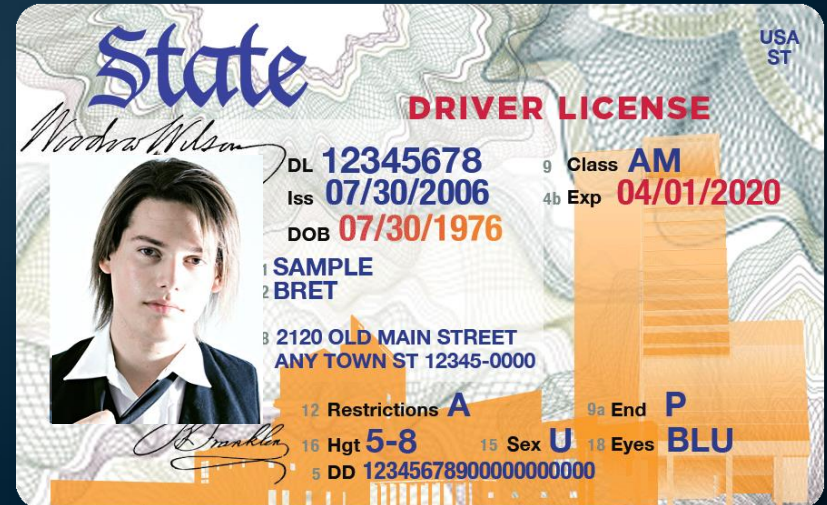 State
USA
ST
DRIVER LICENSE
Woodrow Wilson
DL 12345678
9 Class AM
Iss 07/30/2006
4b Exp 04/01/2020
DOB 07/30/1976
1 SAMPLE
2 BRET
8 2120 OLD MAIN STREET
ANY TOWN ST 12345-0000
12 Restrictions A
9a End P
B Franklin
16 Hgt 5-8
15 Sex U
18 Eyes BLU
5 DD 12345678900000000000